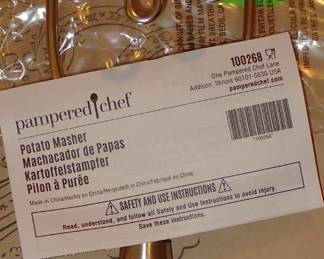 pampered chef
100268
One Pampered Chef Lane
Addison, Illinois 60101-5630 USA
pamperedchef.com
Potato Masher
Machacador de Papas
Kartoffelstampfer
Pilon à Purée
*100268*
Made in China/Hecho en China/Hergestellt in China/Fabriqué en Chine
SAFETY AND USE INSTRUCTIONS
Read, understand, and follow all Safety and Use Instructions to avoid injury.
Save these instructions.